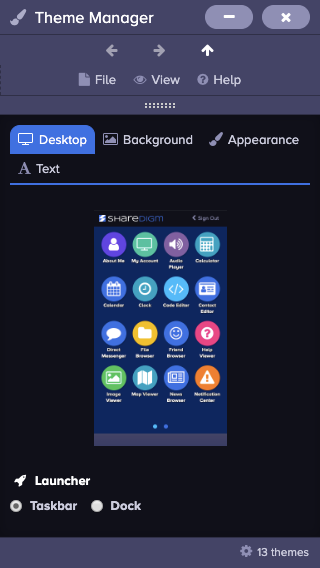 Theme Manager
File View Help
Desktop Background Appearance
Text
SHAREDIGM Sign Out
About Me My Account Audio Player Calculator
Calendar Clock Code Editor Contact Editor
Direct Messenger File Browser Friend Browser Help Viewer
Image Viewer Map Viewer News Browser Notification Center
Launcher
Taskbar Dock
13 themes